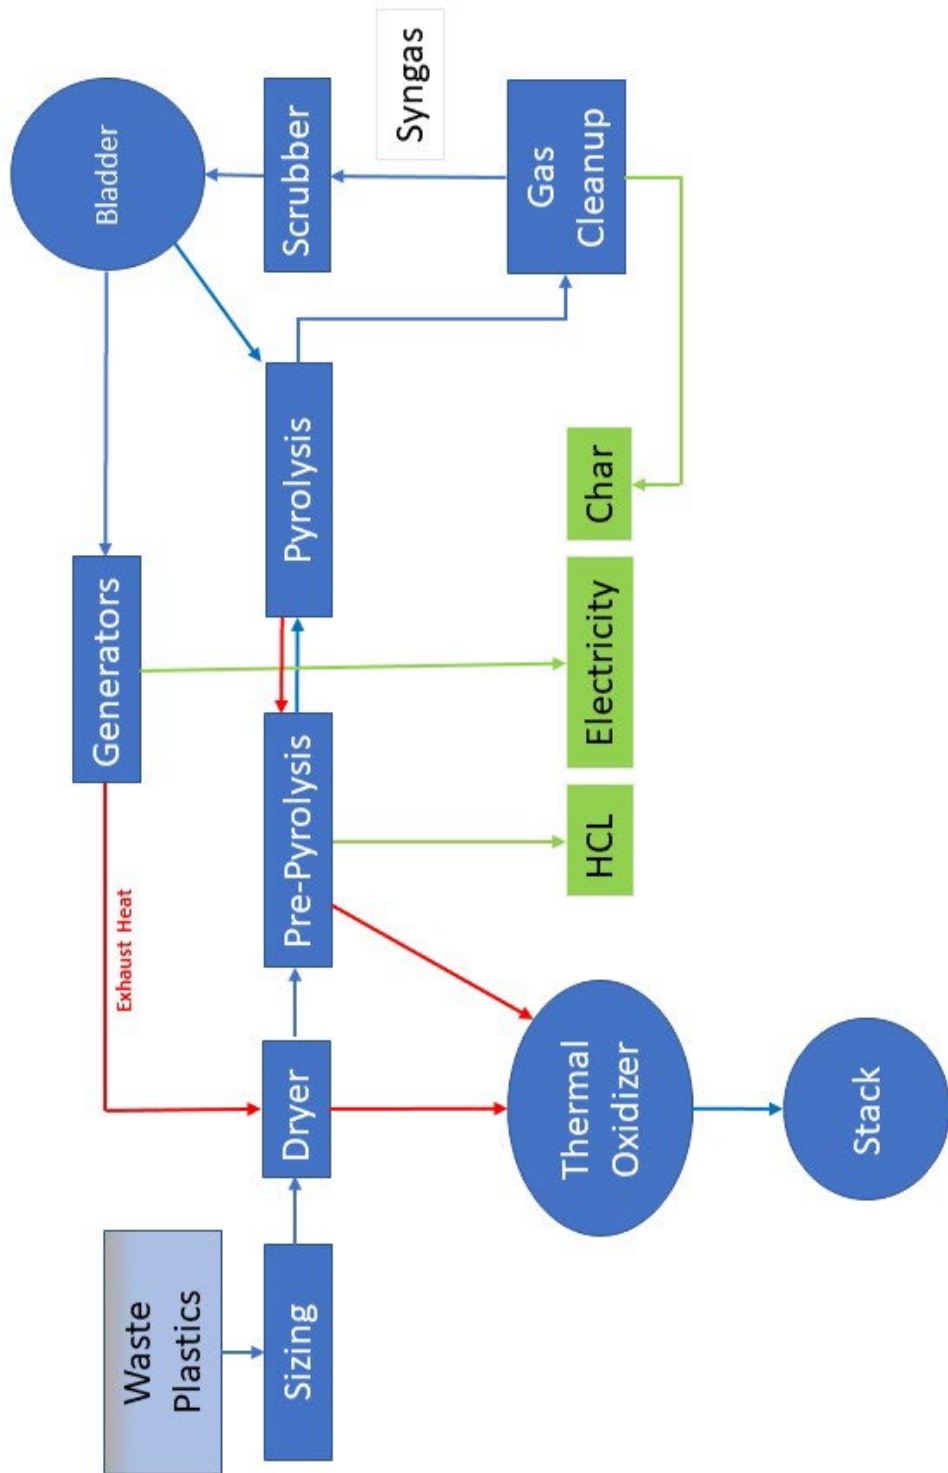 Waste
Plastics
Sizing
Dryer
Pre-Pyrolysis
Pyrolysis
Scrubber
Bladder
Generators
Exhaust Heat
Syngas
Gas
Cleanup
Thermal
Oxidizer
Stack
HCL
Electricity
Char